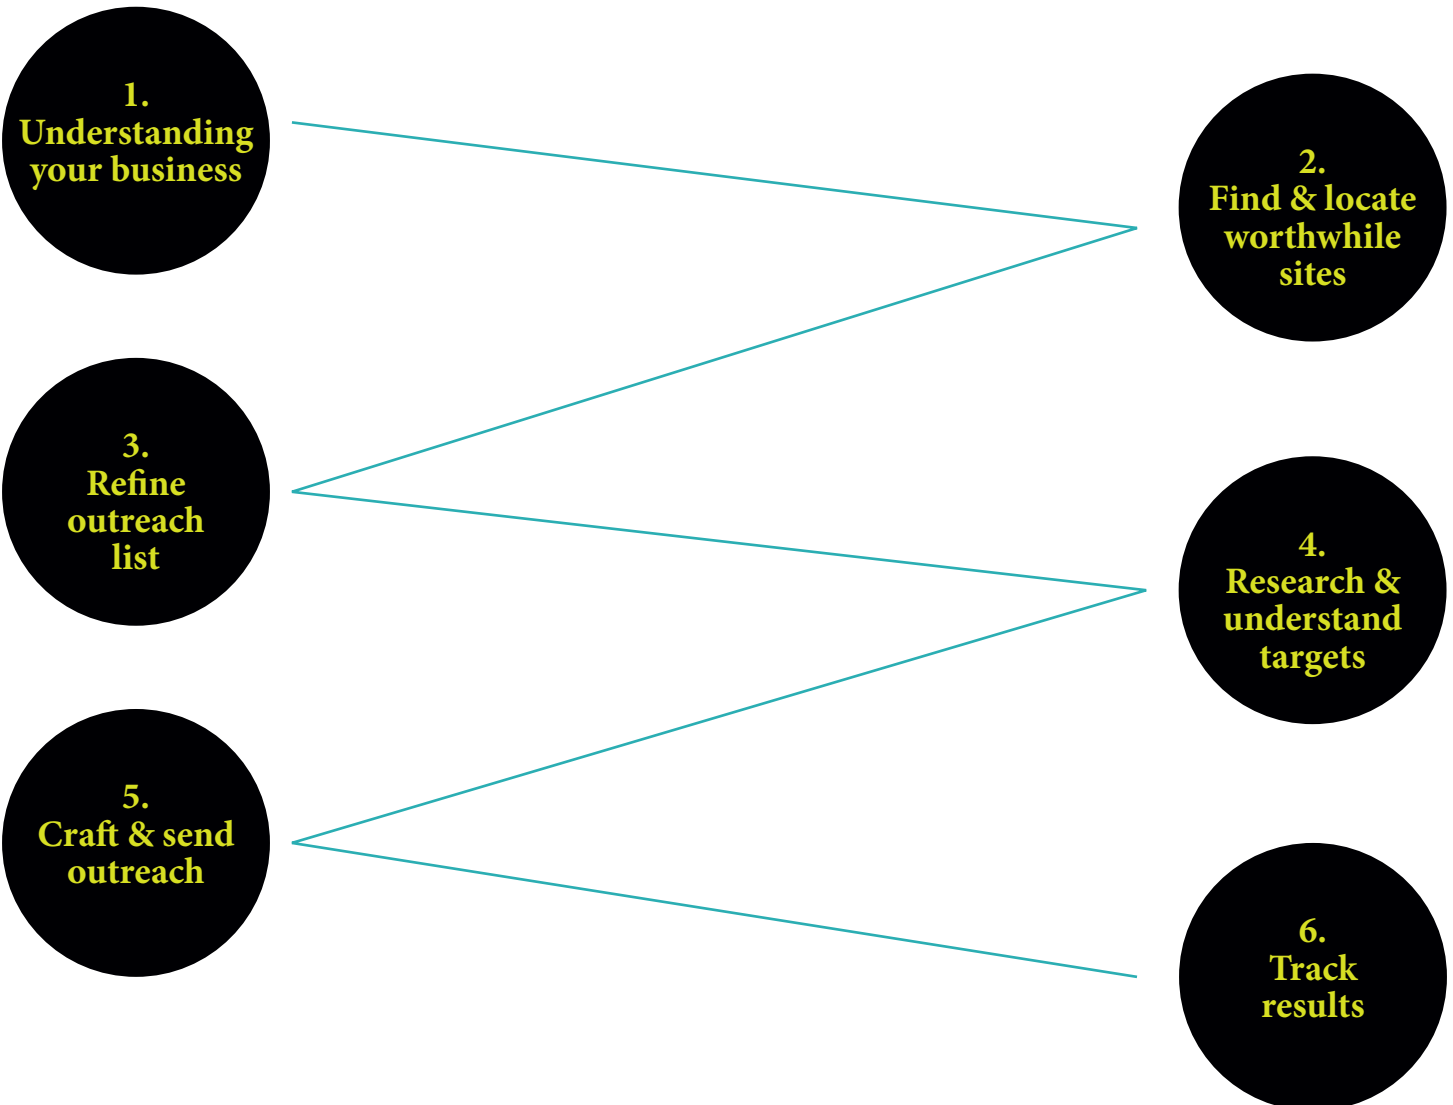 1.
Understanding
your business
2.
Find & locate
worthwhile
sites
3.
Refine
outreach
list
4.
Research &
understand
targets
5.
Craft & send
outreach
6.
Track
results